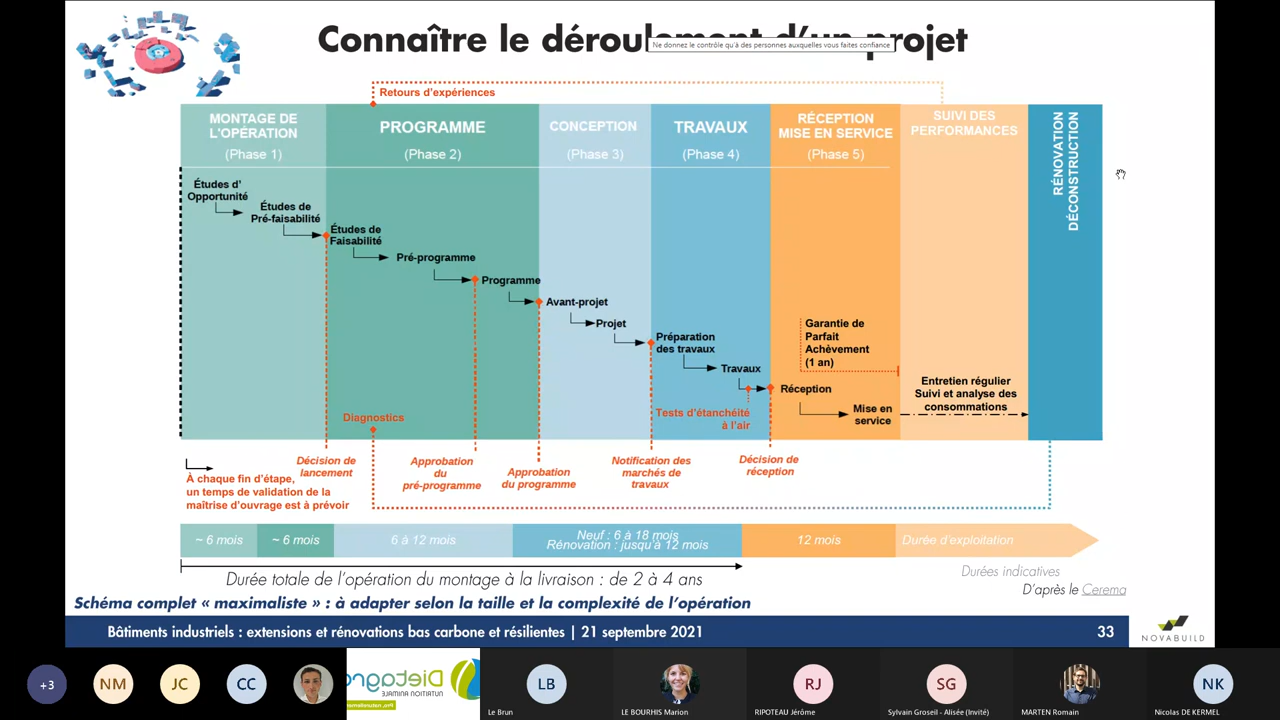 Connaître le déroulement d'un projet
Ne donnez le contrôle qu'à des personnes auxquelles vous faites confiance
Retours d'expériences
MONTAGE DE
L'OPÉRATION
(Phase 1)
PROGRAMME
(Phase 2)
CONCEPTION
(Phase 3)
TRAVAUX
(Phase 4)
RÉCEPTION
MISE EN SERVICE
(Phase 5)
SUIVI DES
PERFORMANCES
RÉNOVATION
DÉCONSTRUCTION
Études d'
Opportunité
Études de
Pré-faisabilité
Études de
Faisabilité
Pré-programme
Programme
Avant-projet
Projet
Préparation
des travaux
Travaux
Réception
Mise en
service
Garantie de
Parfait
Achèvement
(1 an)
Entretien régulier
Suivi et analyse des
consommations
Diagnostics
Tests d'étanchéité
à l'air
Décision de
lancement
Approbation
du
pré-programme
Approbation
du programme
Notification des
marchés de
travaux
Décision de
réception
À chaque fin d'étape,
un temps de validation de la
maîtrise d'ouvrage est à prévoir
~ 6 mois
~ 6 mois
6 à 12 mois
Neuf : 6 à 18 mois
Rénovation : jusqu'à 12 mois
12 mois
Durée d'exploitation
Durée totale de l'opération du montage à la livraison : de 2 à 4 ans
Durées indicatives
D'après le Cerema
Schéma complet « maximaliste » : à adapter selon la taille et la complexité de l'opération
Bâtiments industriels : extensions et rénovations bas carbone et résilientes | 21 septembre 2021
33
NOVABUILD
+3
NM
JC
CC
Dietagro
NUTRITION ANIMALE
Pro, naturellement
LB
Le Brun
LE BOURHIS Marion
RJ
RIPOTEAU Jérôme
SG
Sylvain Groseil - Alisée (Invité)
MARTEN Romain
NK
Nicolas DE KERMEL